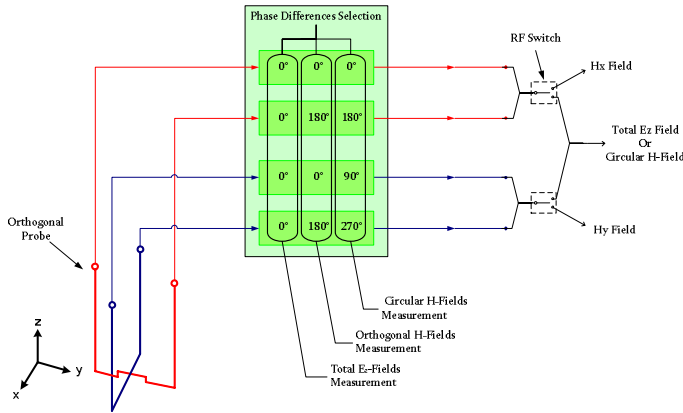 Phase Differences Selection
0° 0° 0°
0° 180° 180°
0° 0° 90°
0° 180° 270°
RF Switch
Hx Field
Total Ez Field
Or
Circular H-Field
Hy Field
Orthogonal
Probe
Circular H-Fields
Measurement
Orthogonal H-Fields
Measurement
Total Ez-Fields
Measurement
z
y
x